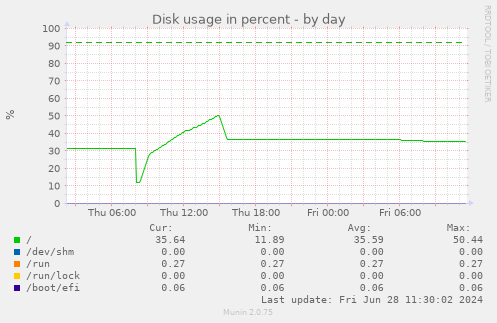 Disk usage in percent - by day
RRDTOOL / TOBI OETIKER
%
100
90
80
70
60
50
40
30
20
10
0
Thu 06:00 Thu 12:00 Thu 18:00 Fri 00:00 Fri 06:00
Cur: Min: Avg: Max:
/ 35.64 11.89 35.59 50.44
/dev/shm 0.00 0.00 0.00 0.00
/run 0.27 0.27 0.27 0.27
/run/lock 0.00 0.00 0.00 0.00
/boot/efi 0.06 0.06 0.06 0.06
Last update: Fri Jun 28 11:30:02 2024
Munin 2.0.75